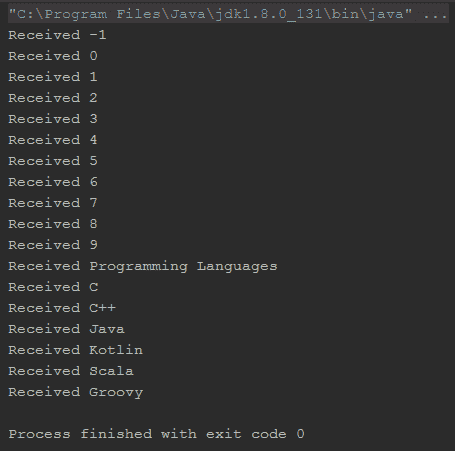 "C:\Program Files\Java\jdk1.8.0_131\bin\java" ...
Received -1
Received 0
Received 1
Received 2
Received 3
Received 4
Received 5
Received 6
Received 7
Received 8
Received 9
Received Programming Languages
Received C
Received C++
Received Java
Received Kotlin
Received Scala
Received Groovy
Process finished with exit code 0